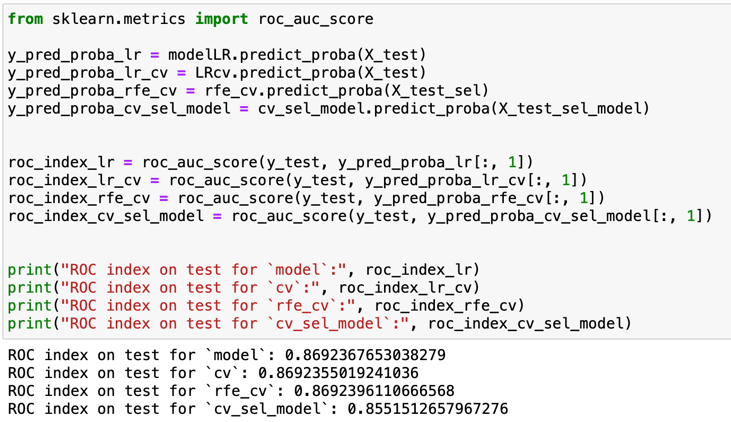 from sklearn.metrics import roc_auc_score
y_pred_proba_lr = modelLR.predict_proba(X_test)
y_pred_proba_lr_cv = LRcv.predict_proba(X_test)
y_pred_proba_rfe_cv = rfe_cv.predict_proba(X_test_sel)
y_pred_proba_cv_sel_model = cv_sel_model.predict_proba(X_test_sel_model)
roc_index_lr = roc_auc_score(y_test, y_pred_proba_lr[:, 1])
roc_index_lr_cv = roc_auc_score(y_test, y_pred_proba_lr_cv[:, 1])
roc_index_rfe_cv = roc_auc_score(y_test, y_pred_proba_rfe_cv[:, 1])
roc_index_cv_sel_model = roc_auc_score(y_test, y_pred_proba_cv_sel_model[:, 1])
print("ROC index on test for `model`:", roc_index_lr)
print("ROC index on test for `cv`:", roc_index_lr_cv)
print("ROC index on test for `rfe_cv`:", roc_index_rfe_cv)
print("ROC index on test for `cv_sel_model`:", roc_index_cv_sel_model)
ROC index on test for `model`: 0.8692367653038279
ROC index on test for `cv`: 0.8692355019241036
ROC index on test for `rfe_cv`: 0.8692396110666568
ROC index on test for `cv_sel_model`: 0.8551512657967276